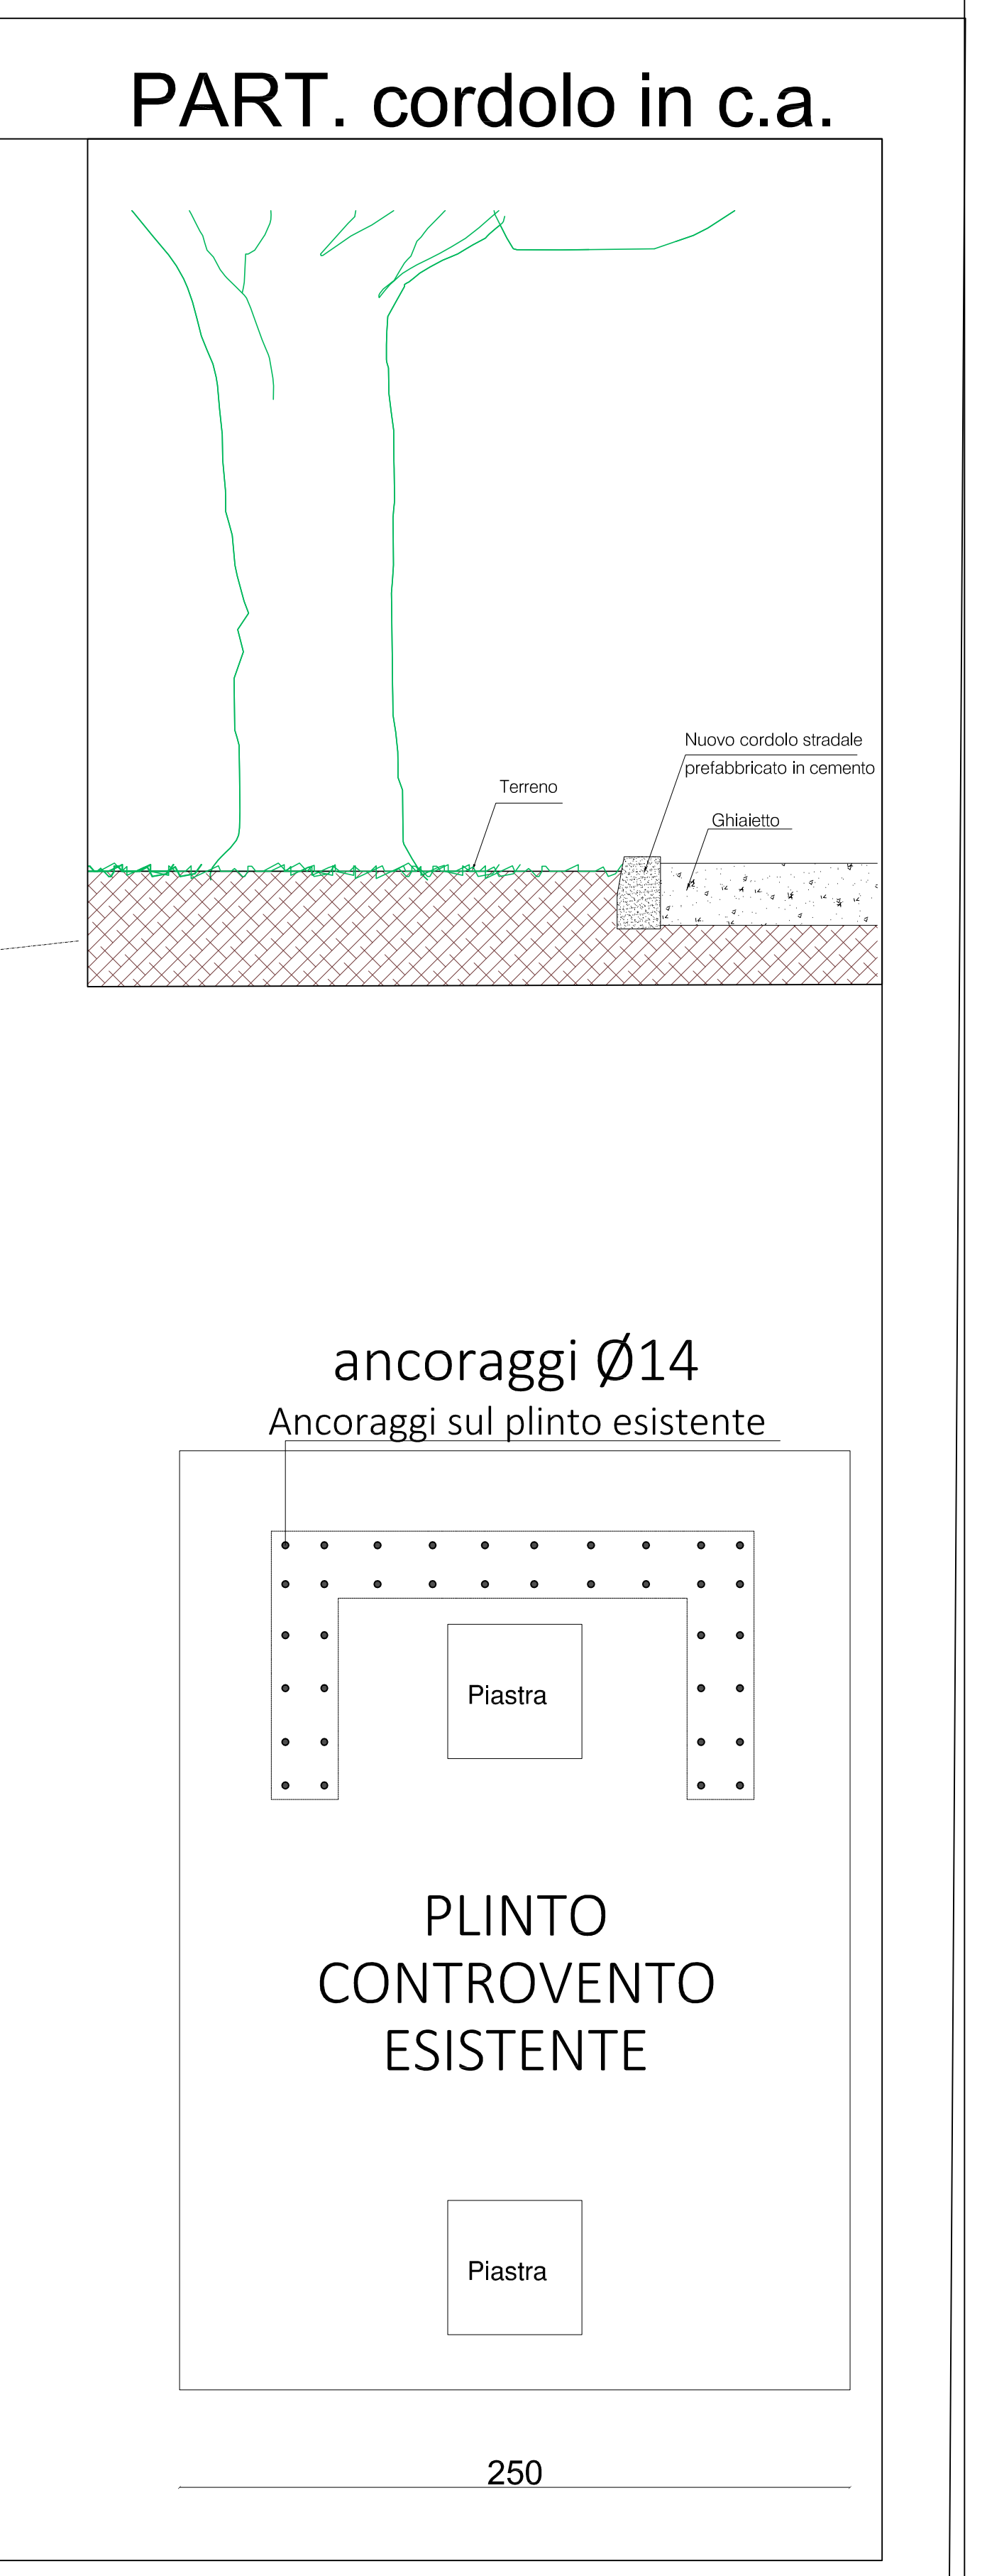 PART. cordolo in c.a.
Nuovo cordolo stradale
prefabbricato in cemento
Terreno
Ghiaietto
ancoraggi Ø14
Ancoraggi sul plinto esistente
Piastra
PLINTO
CONTROVENTO
ESISTENTE
Piastra
250